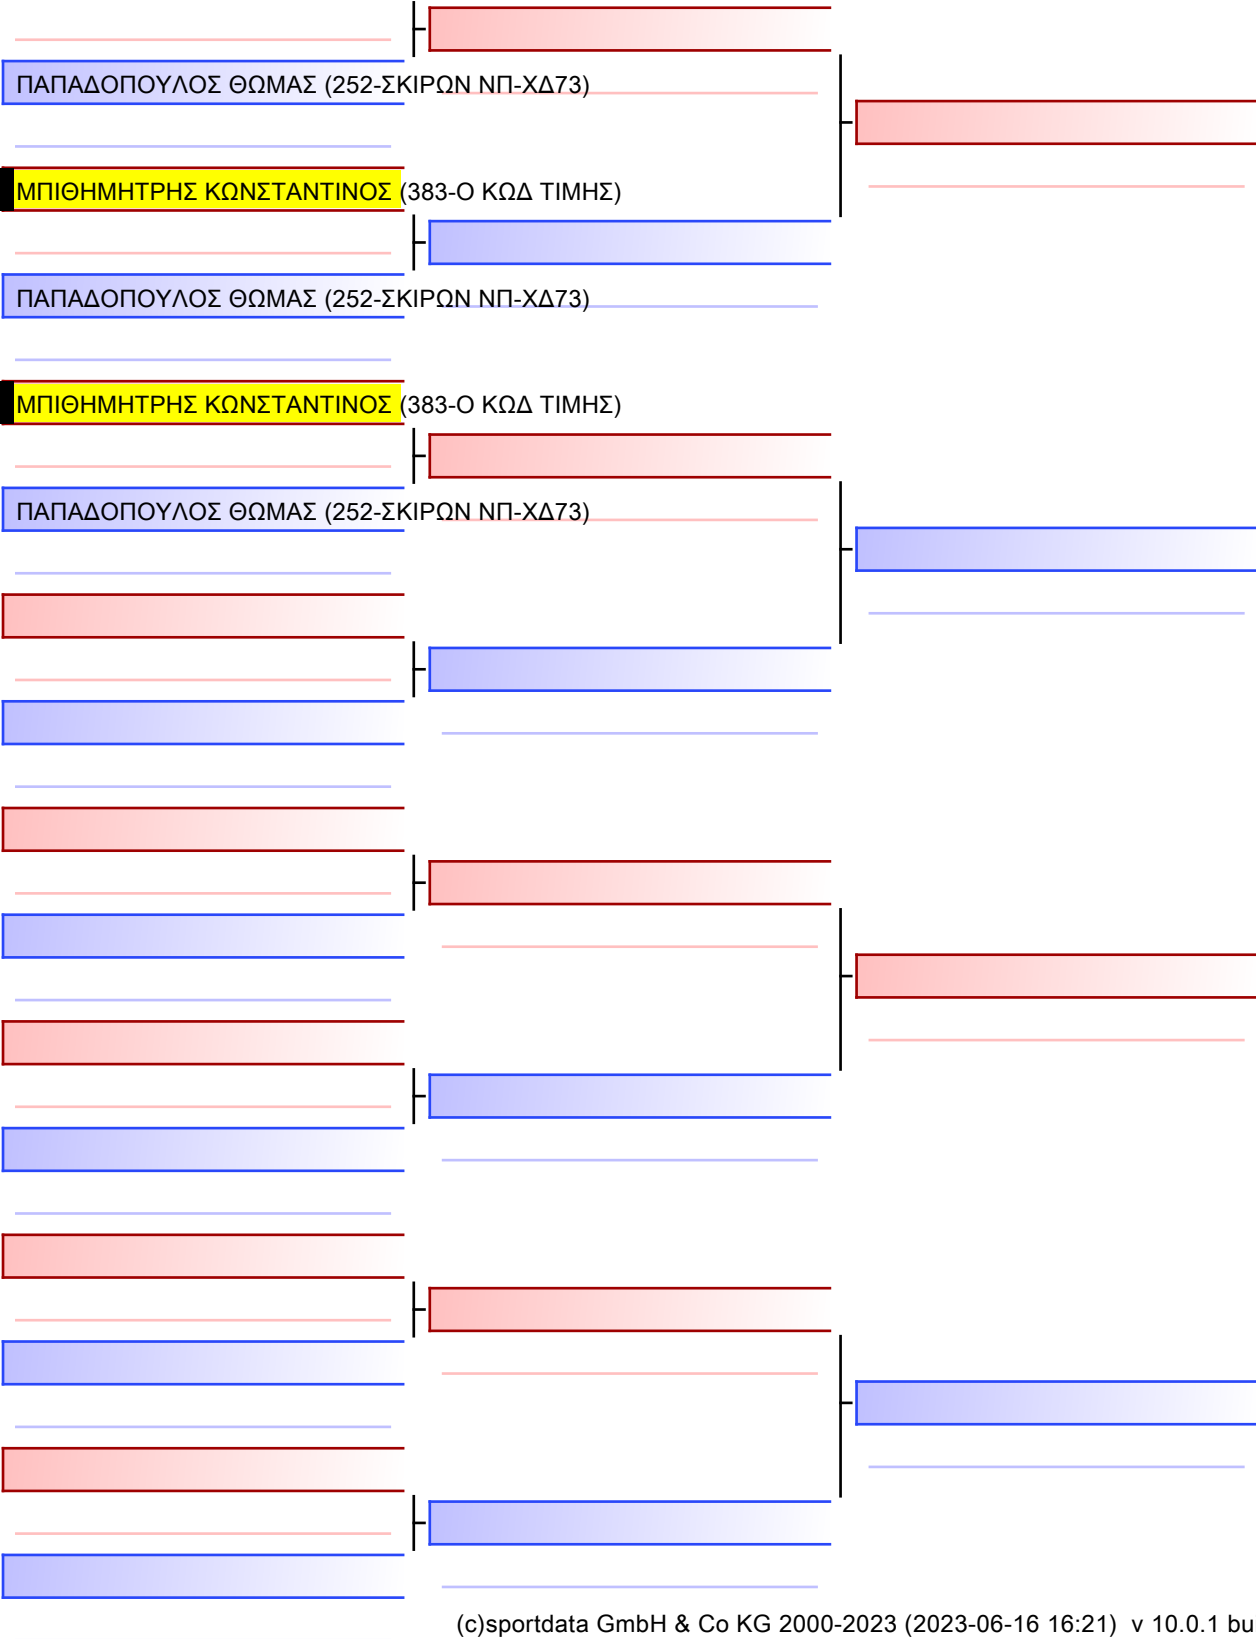 ΠΑΠΑΔΟΠΟΥΛΟΣ ΘΩΜΑΣ (252-ΣΚΙΡΩΝ ΝΠ-ΧΔ73)
ΜΠΙΘΗΜΗΤΡΗΣ ΚΩΝΣΤΑΝΤΙΝΟΣ (383-Ο ΚΩΔ ΤΙΜΗΣ)
ΠΑΠΑΔΟΠΟΥΛΟΣ ΘΩΜΑΣ (252-ΣΚΙΡΩΝ ΝΠ-ΧΔ73)
ΜΠΙΘΗΜΗΤΡΗΣ ΚΩΝΣΤΑΝΤΙΝΟΣ (383-Ο ΚΩΔ ΤΙΜΗΣ)
ΠΑΠΑΔΟΠΟΥΛΟΣ ΘΩΜΑΣ (252-ΣΚΙΡΩΝ ΝΠ-ΧΔ73)
(c)sportdata GmbH & Co KG 2000-2023 (2023-06-16 16:21) v 10.0.1 bu